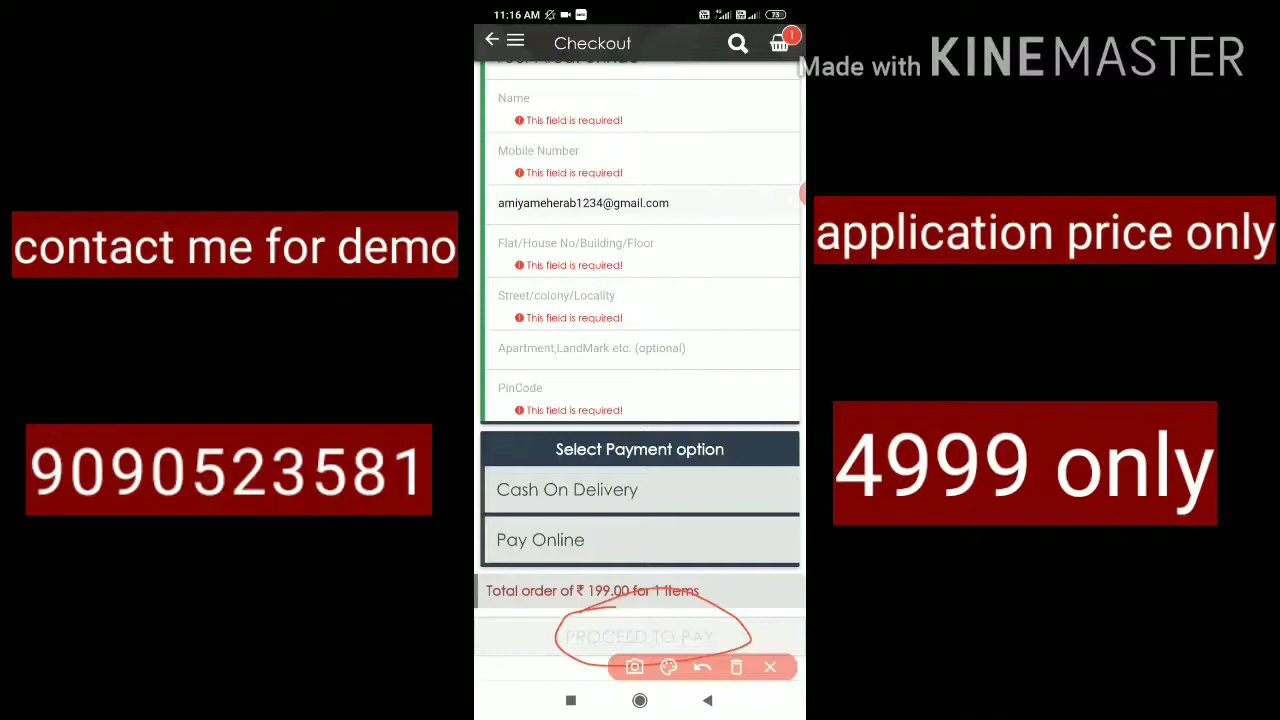 11:16 AM
73
Checkout
1
Made with KINEMASTER
Name
This field is required!
Mobile Number
This field is required!
amiyameherab1234@gmail.com
Flat/House No/Building/Floor
This field is required!
Street/colony/Locality
This field is required!
Apartment,LandMark etc. (optional)
PinCode
This field is required!
Select Payment option
Cash On Delivery
Pay Online
Total order of ₹ 199.00 for 1 Items
PROCEED TO PAY
contact me for demo
9090523581
application price only
4999 only